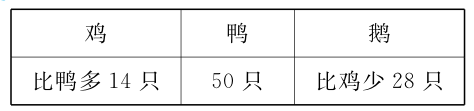 鸡 鸭 鹅
比鸭多 14 只 50 只 比鸡少 28 只